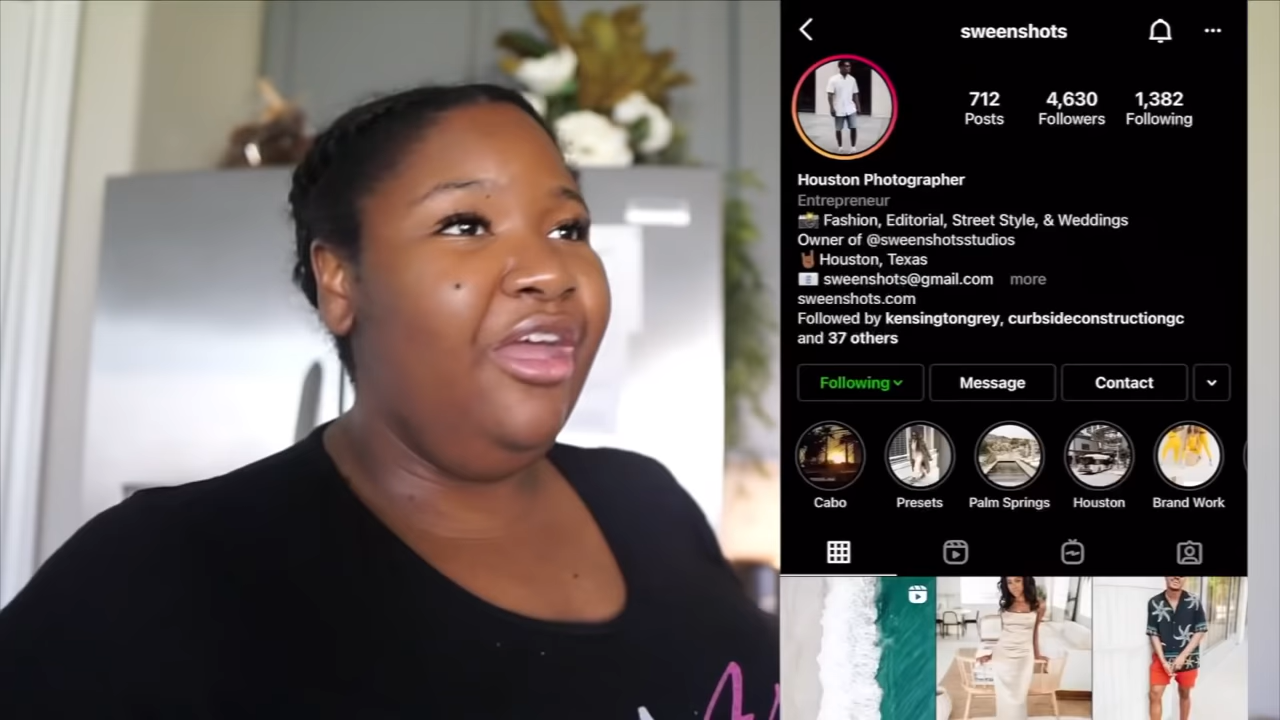 sweenshots
712
Posts
4,630
Followers
1,382
Following
Houston Photographer
Entrepreneur
📸 Fashion, Editorial, Street Style, & Weddings
Owner of @sweenshotsstudios
🤘🏾Houston, Texas
📧 sweenshots@gmail.com more
sweenshots.com
Followed by kensingtongrey, curbsideconstructiongc
and 37 others
Following
Message
Contact
Cabo
Presets
Palm Springs
Houston
Brand Work